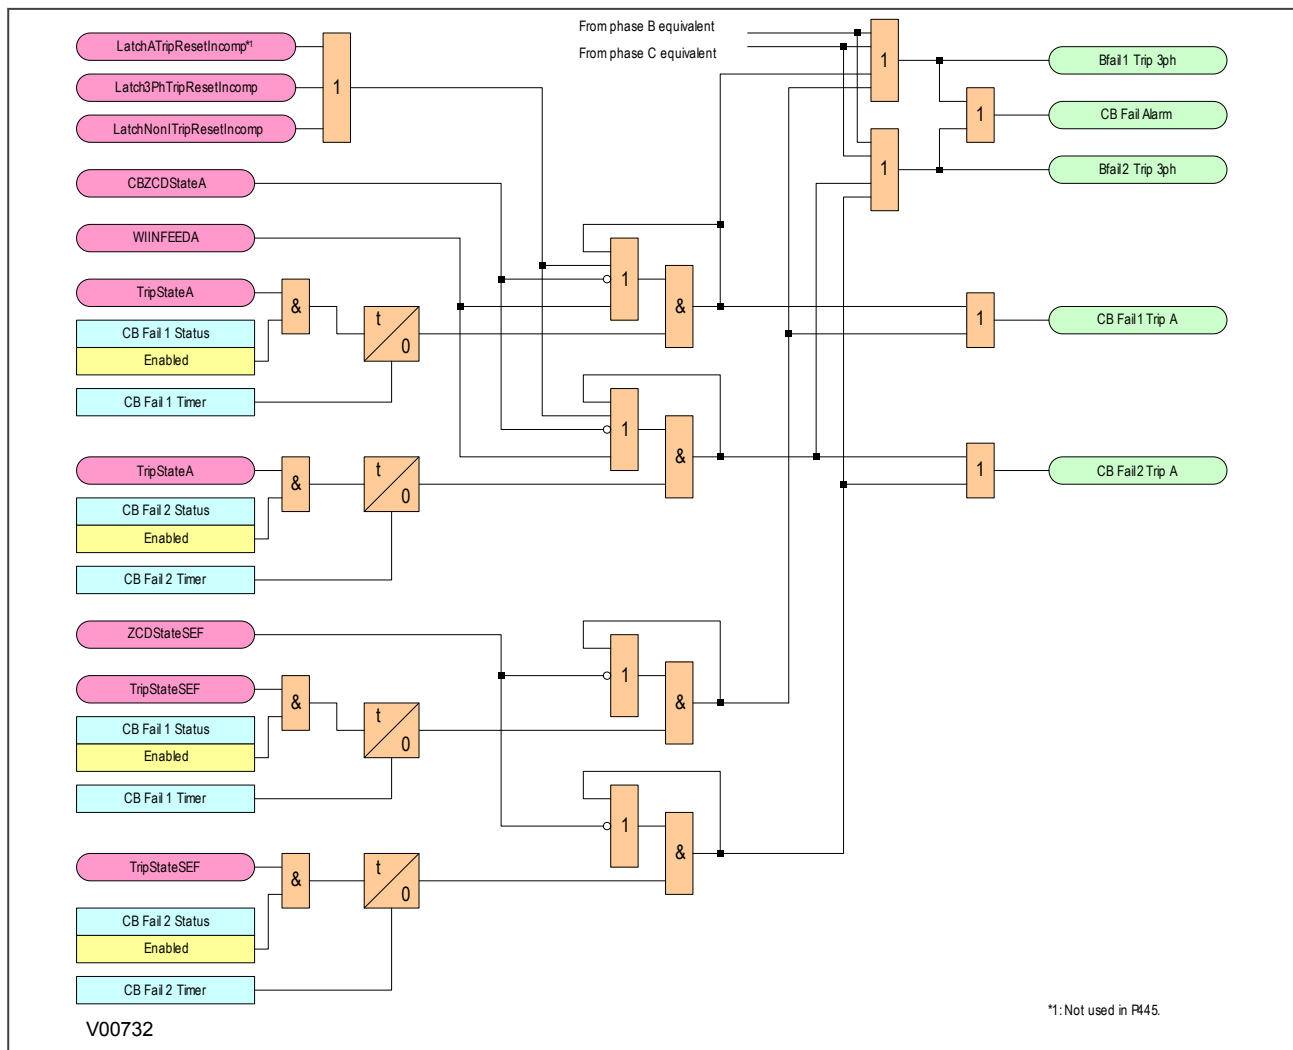 From phase B equivalent
From phase C equivalent
LatchATripResetIncomp*1
Latch3PhTripResetIncomp
LatchNonITripResetIncomp
1
1
1
1
Bfail1 Trip 3ph
CB Fail Alarm
Bfail2 Trip 3ph
CBZCDStateA
WIINFEEDA
TripStateA
CB Fail 1 Status
Enabled
CB Fail 1 Timer
&
t
0
1
&
1
CB Fail1 Trip A
TripStateA
CB Fail 2 Status
Enabled
CB Fail 2 Timer
&
t
0
1
&
1
CB Fail2 Trip A
ZCDStateSEF
TripStateSEF
CB Fail 1 Status
Enabled
CB Fail 1 Timer
&
t
0
1
&
TripStateSEF
CB Fail 2 Status
Enabled
CB Fail 2 Timer
&
t
0
1
&
V00732
*1: Not used in P445.